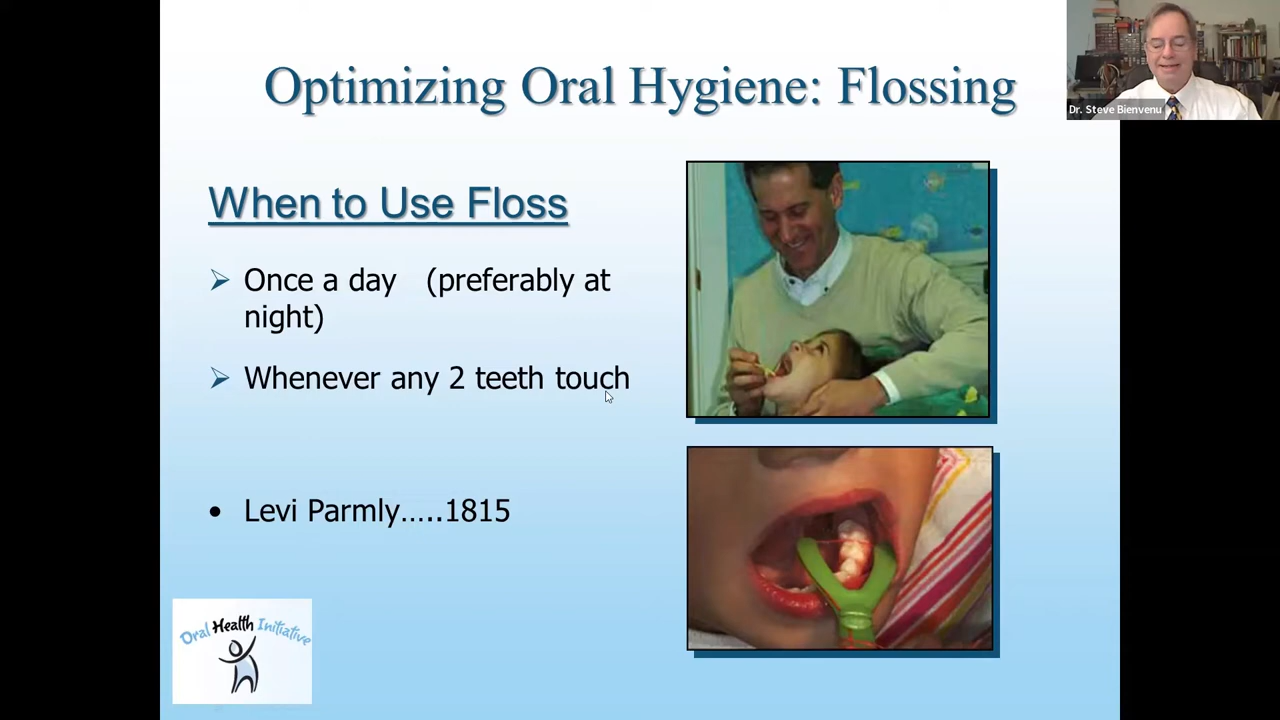 Optimizing Oral Hygiene: Flossing
Dr. Steve Bienvenu
When to Use Floss
Once a day (preferably at
night)
Whenever any 2 teeth touch
Levi Parmly.....1815
Oral Health Initiative